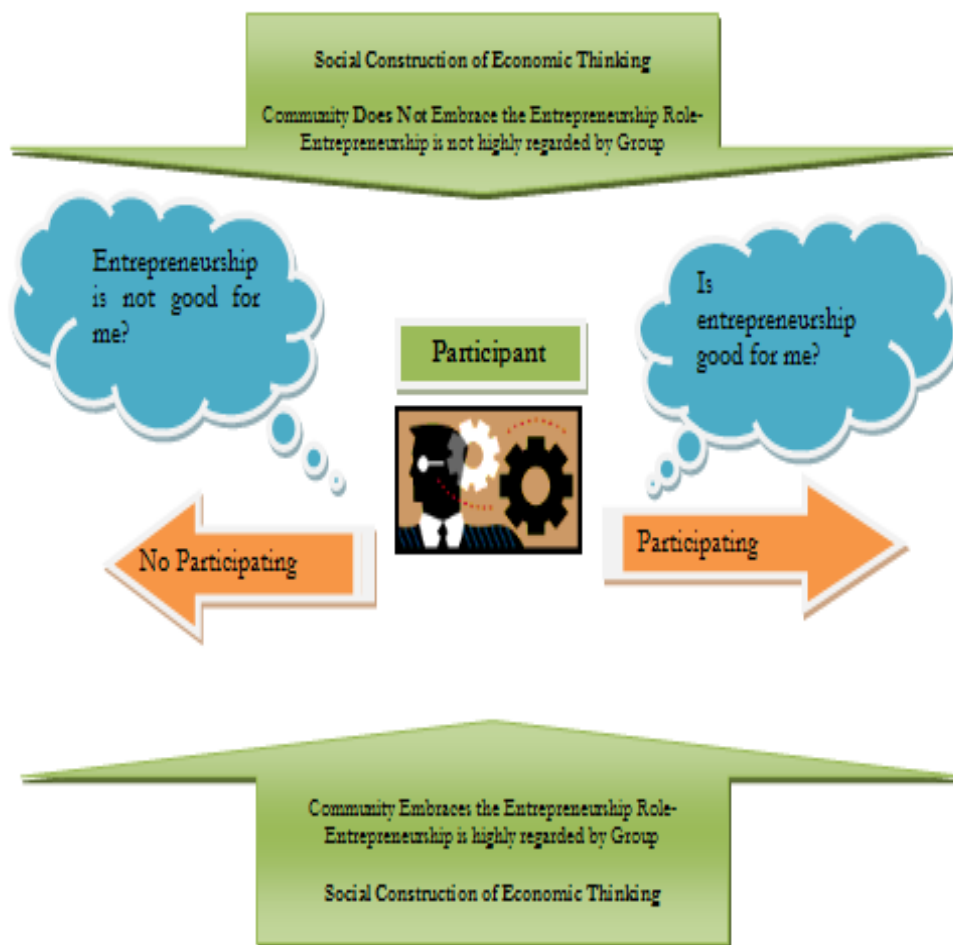 Social Construction of Economic Thinking
Community Does Not Embrace the Entrepreneurship Role-
Entrepreneurship is not highly regarded by Group
Entrepreneurship
is not good for
me?
Is
entrepreneurship
good for me?
Participant
No Participating
Participating
Community Embraces the Entrepreneurship Role-
Entrepreneurship is highly regarded by Group
Social Construction of Economic Thinking